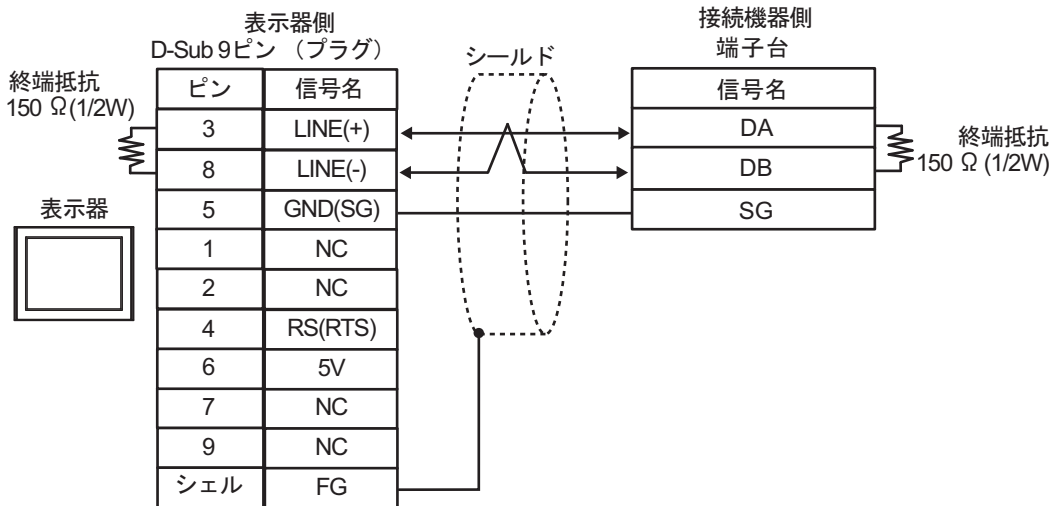 表示器側
D-Sub 9ピン （プラグ）
接続機器側
端子台
シールド
終端抵抗
150 Ω(1/2W)
ピン 信号名
信号名
3 LINE(+)
DA
8 LINE(-)
DB
終端抵抗
150 Ω (1/2W)
5 GND(SG)
SG
表示器
1 NC
2 NC
4 RS(RTS)
6 5V
7 NC
9 NC
シェル FG